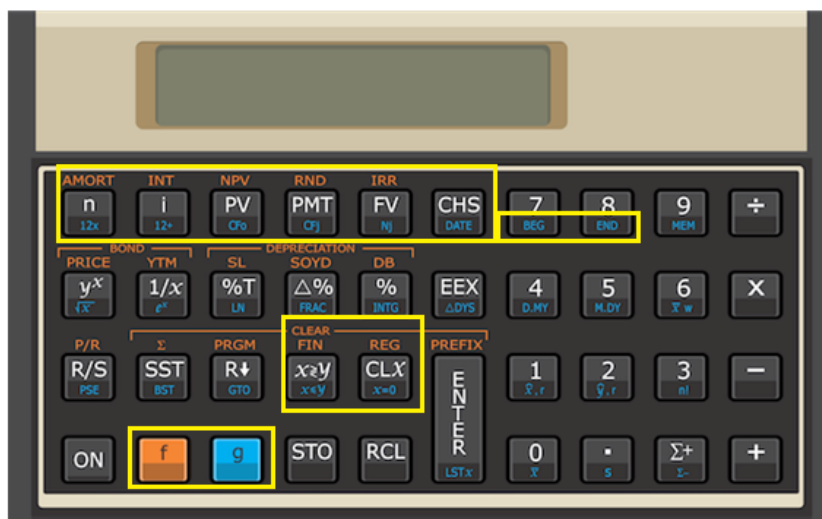 AMORT INT NPV RND IRR
n i PV PMT FV CHS 7 8 9 ÷
12x 12÷ CFo CFj Nj DATE BEG END MEM
BOND DEPRECIATION
PRICE YTM SL SOYD DB
yˣ 1/x %T △% % EEX 4 5 6 X
√x eˣ LN FRAC INTG △DYS D.MY M.DY x̅ w
CLEAR
P/R Σ PRGM FIN REG PREFIX
R/S SST R↓ x≷y CLX ENTER 1 2 3 −
PSE BST GTO x≤y x=0 x̂,r ŷ,r n!
ON f g STO RCL 0 . Σ+ +
LSTx x̅ s Σ−